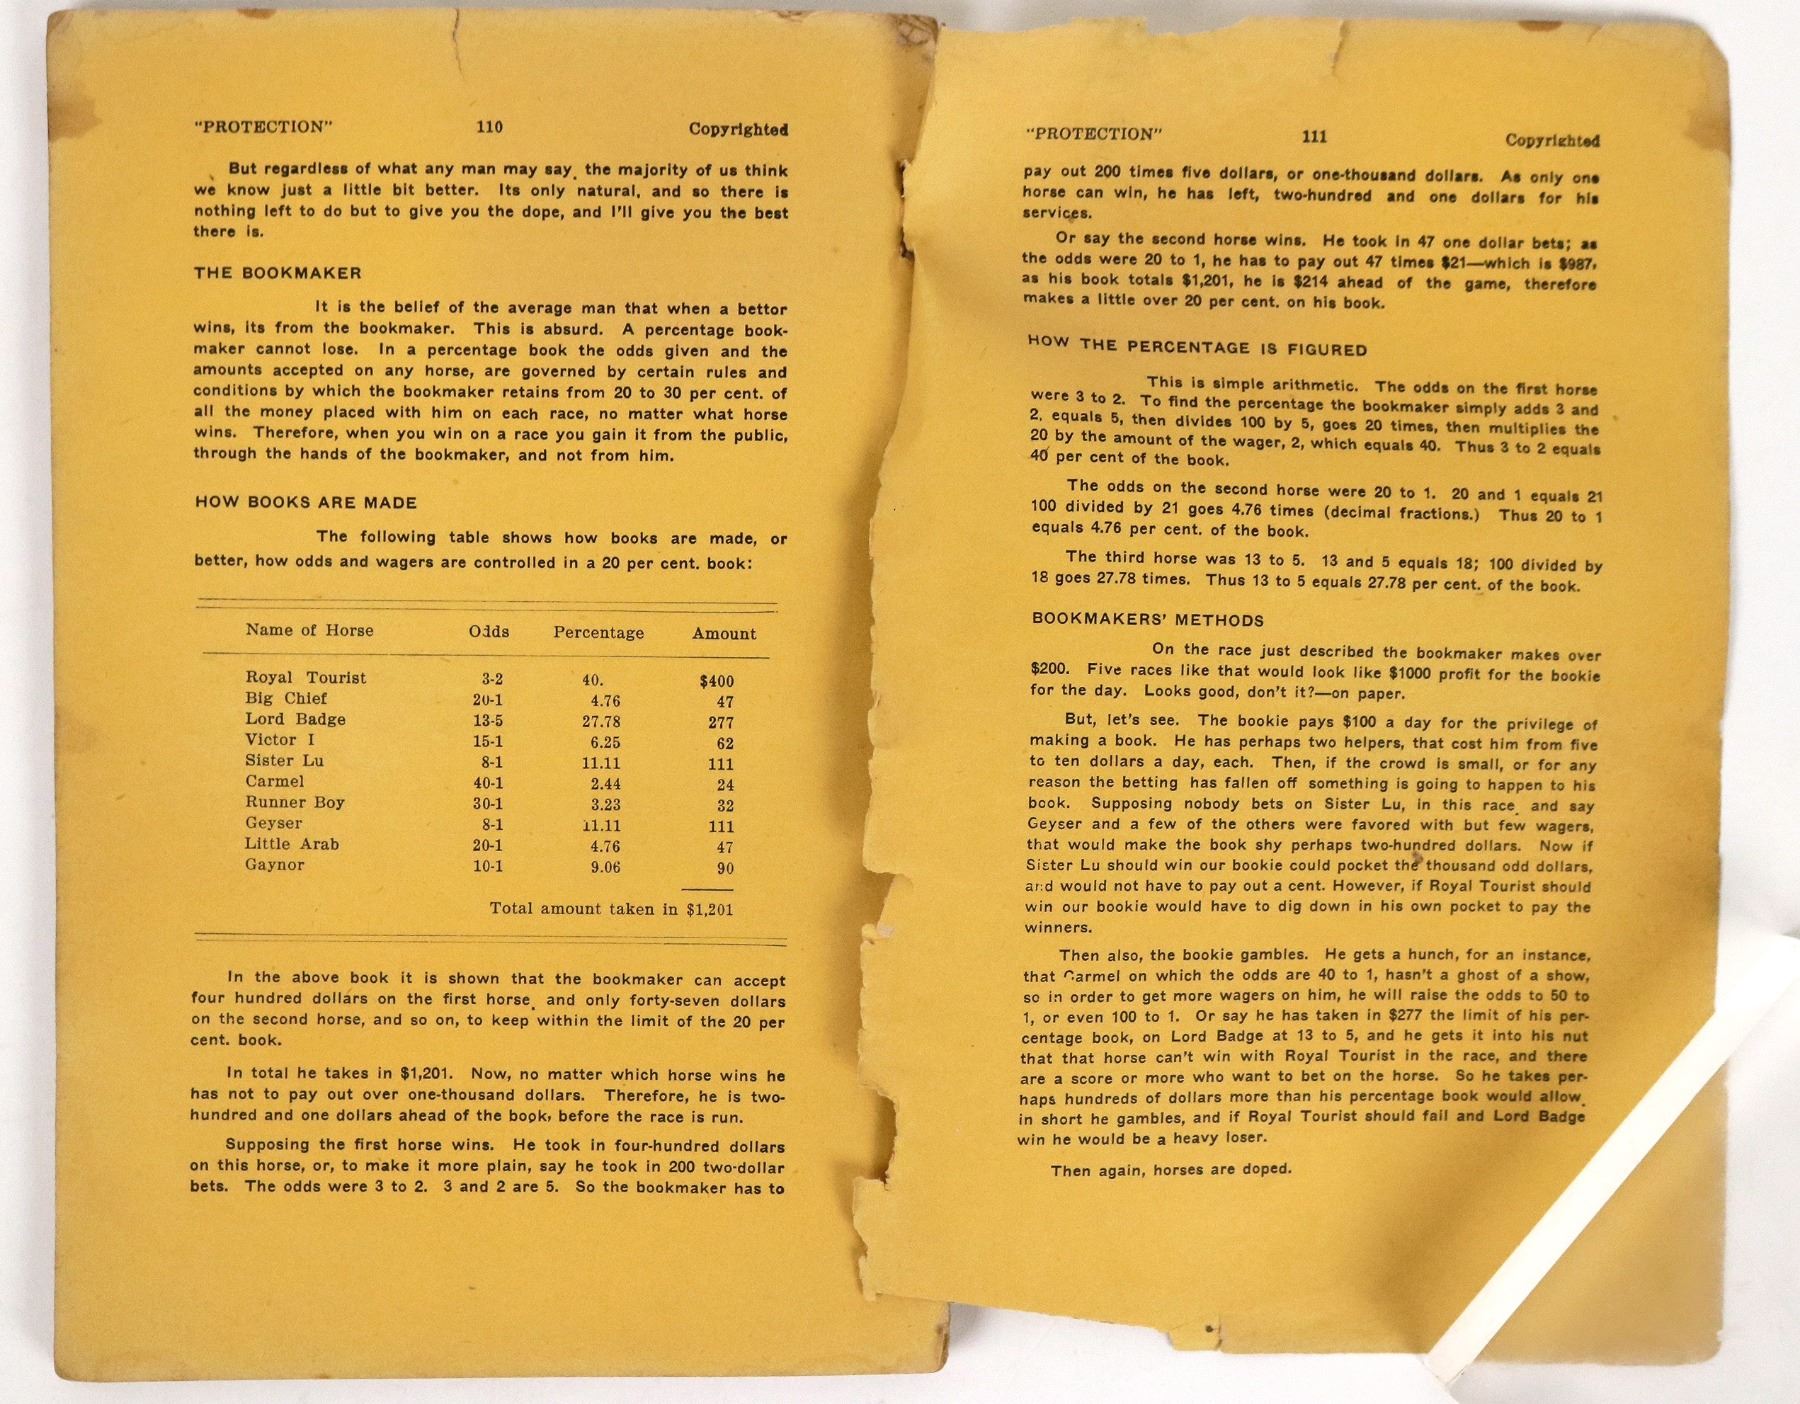 "PROTECTION" 110 Copyrighted
But regardless of what any man may say, the majority of us think
we know just a little bit better. Its only natural, and so there is
nothing left to do but to give you the dope, and I'll give you the best
there is.
THE BOOKMAKER
It is the belief of the average man that when a bettor
wins, its from the bookmaker. This is absurd. A percentage book-
maker cannot lose. In a percentage book the odds given and the
amounts accepted on any horse, are governed by certain rules and
conditions by which the bookmaker retains from 20 to 30 per cent. of
all the money placed with him on each race, no matter what horse
wins. Therefore, when you win on a race you gain it from the public,
through the hands of the bookmaker, and not from him.
HOW BOOKS ARE MADE
The following table shows how books are made, or
better, how odds and wagers are controlled in a 20 per cent. book:
Name of Horse Odds Percentage Amount
Royal Tourist 3-2 40. $400
Big Chief 20-1 4.76 47
Lord Badge 13-5 27.78 277
Victor I 15-1 6.25 62
Sister Lu 8-1 11.11 111
Carmel 40-1 2.44 24
Runner Boy 30-1 3.23 32
Geyser 8-1 11.11 111
Little Arab 20-1 4.76 47
Gaynor 10-1 9.06 90
Total amount taken in $1,201
In the above book it is shown that the bookmaker can accept
four hundred dollars on the first horse, and only forty-seven dollars
on the second horse, and so on, to keep within the limit of the 20 per
cent. book.
In total he takes in $1,201. Now, no matter which horse wins he
has not to pay out over one-thousand dollars. Therefore, he is two-
hundred and one dollars ahead of the book, before the race is run.
Supposing the first horse wins. He took in four-hundred dollars
on this horse, or, to make it more plain, say he took in 200 two-dollar
bets. The odds were 3 to 2. 3 and 2 are 5. So the bookmaker has to
"PROTECTION" 111 Copyrighted
pay out 200 times five dollars, or one-thousand dollars. As only one
horse can win, he has left, two-hundred and one dollars for his
services.
Or say the second horse wins. He took in 47 one dollar bets; as
the odds were 20 to 1, he has to pay out 47 times $21—which is $987,
as his book totals $1,201, he is $214 ahead of the game, therefore
makes a little over 20 per cent. on his book.
HOW THE PERCENTAGE IS FIGURED
This is simple arithmetic. The odds on the first horse
were 3 to 2. To find the percentage the bookmaker simply adds 3 and
2, equals 5, then divides 100 by 5, goes 20 times, then multiplies the
20 by the amount of the wager, 2, which equals 40. Thus 3 to 2 equals
40 per cent of the book.
The odds on the second horse were 20 to 1. 20 and 1 equals 21
100 divided by 21 goes 4.76 times (decimal fractions.) Thus 20 to 1
equals 4.76 per cent. of the book.
The third horse was 13 to 5. 13 and 5 equals 18; 100 divided by
18 goes 27.78 times. Thus 13 to 5 equals 27.78 per cent. of the book.
BOOKMAKERS' METHODS
On the race just described the bookmaker makes over
$200. Five races like that would look like $1000 profit for the bookie
for the day. Looks good, don't it?—on paper.
But, let's see. The bookie pays $100 a day for the privilege of
making a book. He has perhaps two helpers, that cost him from five
to ten dollars a day, each. Then, if the crowd is small, or for any
reason the betting has fallen off something is going to happen to his
book. Supposing nobody bets on Sister Lu, in this race, and say
Geyser and a few of the others were favored with but few wagers,
that would make the book shy perhaps two-hundred dollars. Now if
Sister Lu should win our bookie could pocket the thousand odd dollars,
and would not have to pay out a cent. However, if Royal Tourist should
win our bookie would have to dig down in his own pocket to pay the
winners.
Then also, the bookie gambles. He gets a hunch, for an instance,
that Carmel on which the odds are 40 to 1, hasn't a ghost of a show,
so in order to get more wagers on him, he will raise the odds to 50 to
1, or even 100 to 1. Or say he has taken in $277 the limit of his per-
centage book, on Lord Badge at 13 to 5, and he gets it into his nut
that that horse can't win with Royal Tourist in the race, and there
are a score or more who want to bet on the horse. So he takes per-
haps hundreds of dollars more than his percentage book would allow,
in short he gambles, and if Royal Tourist should fail and Lord Badge
win he would be a heavy loser.
Then again, horses are doped.